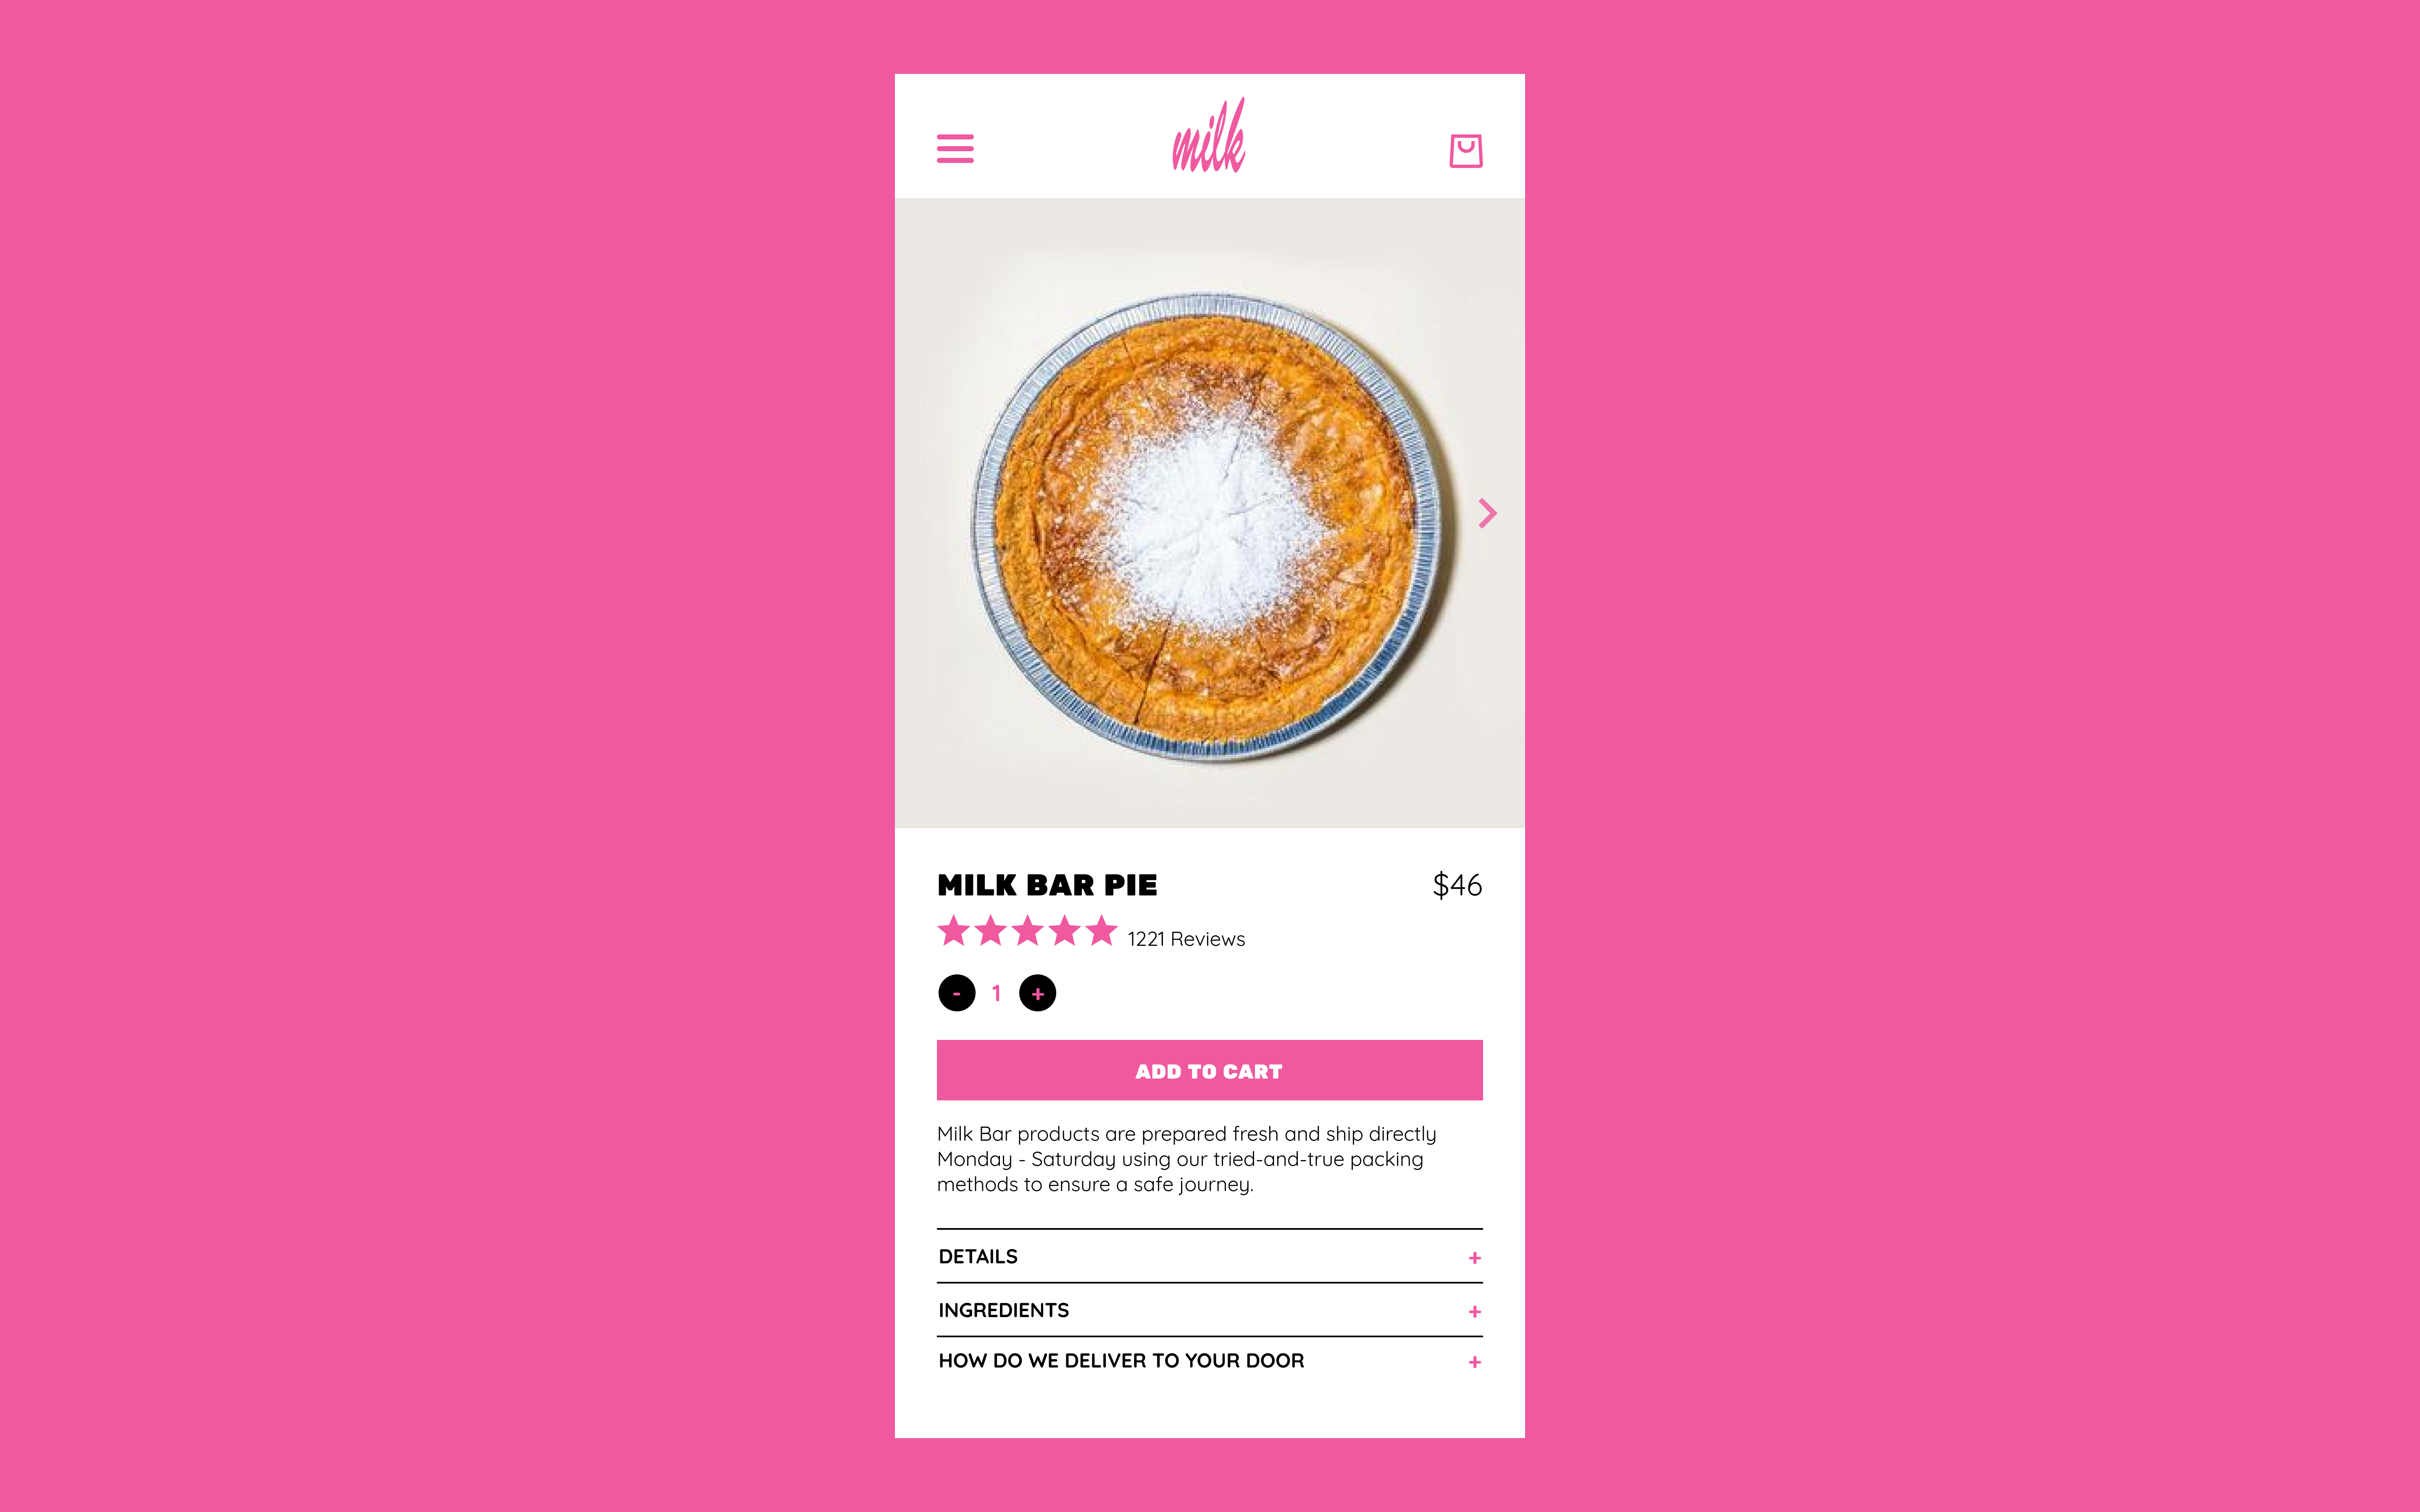 milk
MILK BAR PIE
$46
1221 Reviews
- 1 +
ADD TO CART
Milk Bar products are prepared fresh and ship directly
Monday - Saturday using our tried-and-true packing
methods to ensure a safe journey.
DETAILS +
INGREDIENTS +
HOW DO WE DELIVER TO YOUR DOOR +